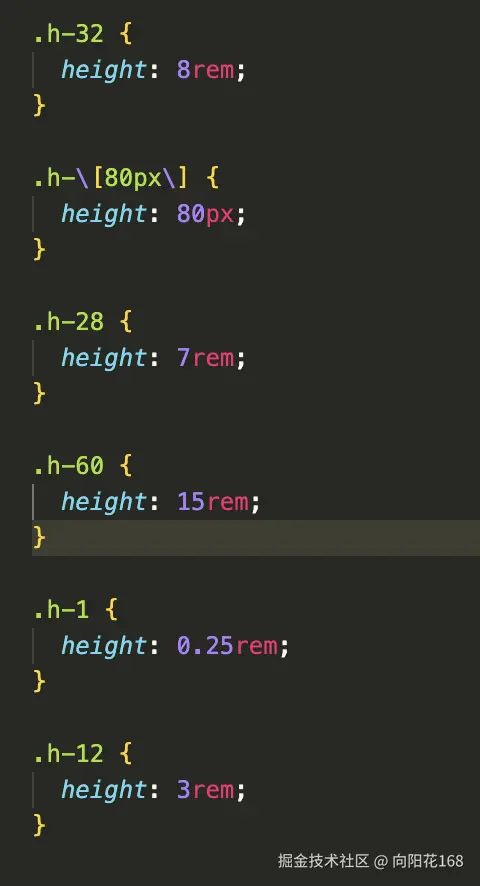 .h-32 {
  height: 8rem;
}
.h-\[80px\] {
  height: 80px;
}
.h-28 {
  height: 7rem;
}
.h-60 {
  height: 15rem;
}
.h-1 {
  height: 0.25rem;
}
.h-12 {
  height: 3rem;
}
掘金技术社区 @ 向阳花168